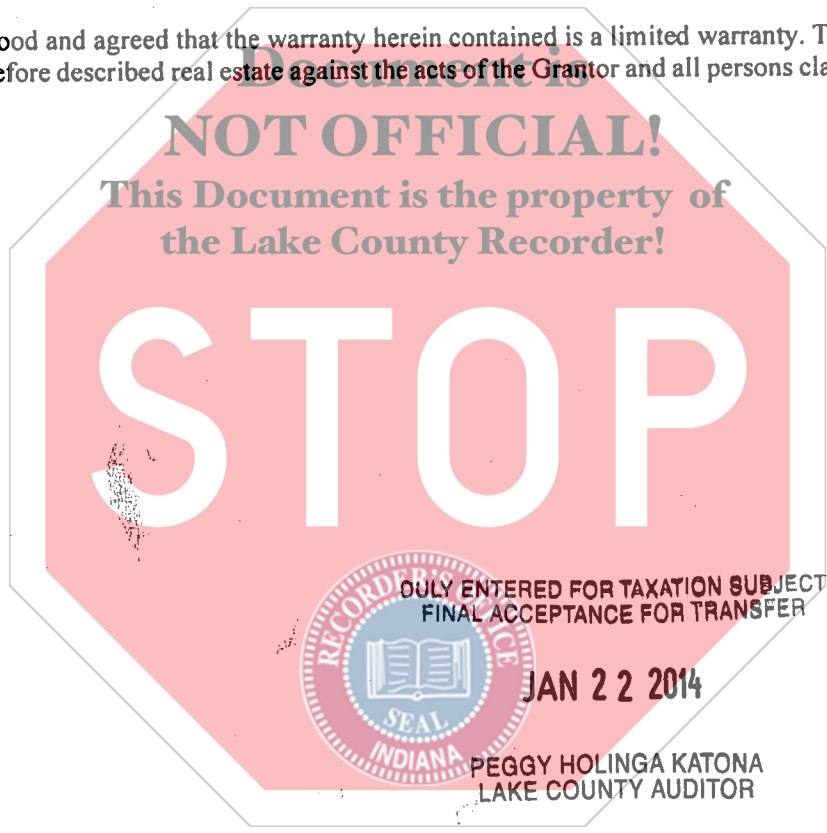 ood and agreed that the warranty herein contained is a limited warranty. T
efore described real estate against the acts of the Grantor and all persons cla
Document is
NOT OFFICIAL!
This Document is the property of
the Lake County Recorder!
STOP
DULY ENTERED FOR TAXATION SUBJECT
FINAL ACCEPTANCE FOR TRANSFER
RECORDER'S OFFICE
JAN 22 2014
SEAL
INDIANA
PEGGY HOLINGA KATONA
LAKE COUNTY AUDITOR